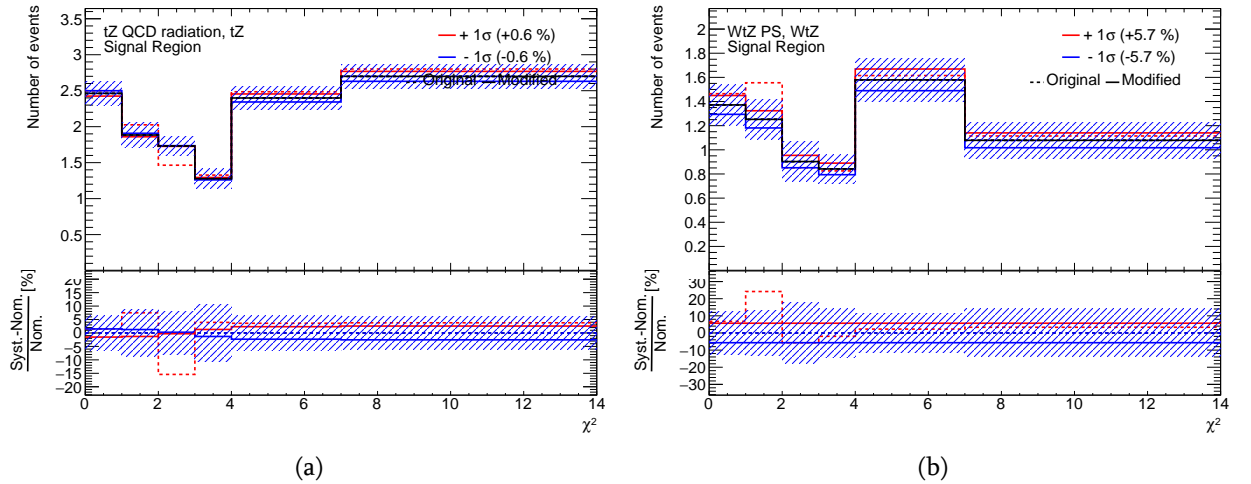 Number of events
3.5
3
2.5
2
1.5
1
0.5
tZ QCD radiation, tZ
Signal Region
+ 1σ (+0.6 %)
- 1σ (-0.6 %)
Original Modified
Syst.-Nom.
Nom.
[%]
20
15
10
5
0
−5
−10
−15
−20
0 2 4 6 8 10 12 14
χ²
(a)
Number of events
2
1.8
1.6
1.4
1.2
1
0.8
0.6
0.4
0.2
WtZ PS, WtZ
Signal Region
+ 1σ (+5.7 %)
- 1σ (-5.7 %)
Original Modified
Syst.-Nom.
Nom.
[%]
30
20
10
0
−10
−20
−30
0 2 4 6 8 10 12 14
χ²
(b)